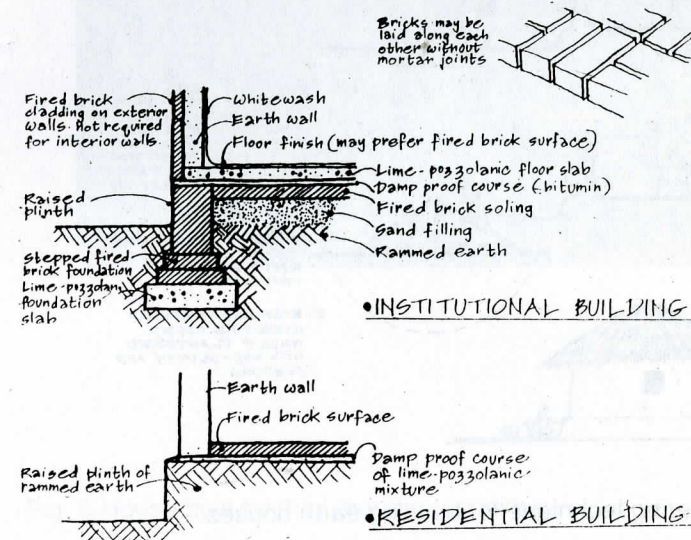 Bricks may be
laid along each
other without
mortar joints
Fired brick
cladding on exterior
walls. Not required
for interior walls
Whitewash
Earth wall
Floor finish (may prefer fired brick surface)
Lime-pozzolanic floor slab
Damp proof course (bitumin)
Fired brick soling
Sand filling
Rammed earth
Raised
plinth
Stepped fired
brick foundation
Lime-pozzolan
foundation
slab
•INSTITUTIONAL BUILDING
Earth wall
Fired brick surface
Damp proof course
of lime-pozzolanic
mixture
Raised plinth of
rammed earth
•RESIDENTIAL BUILDING